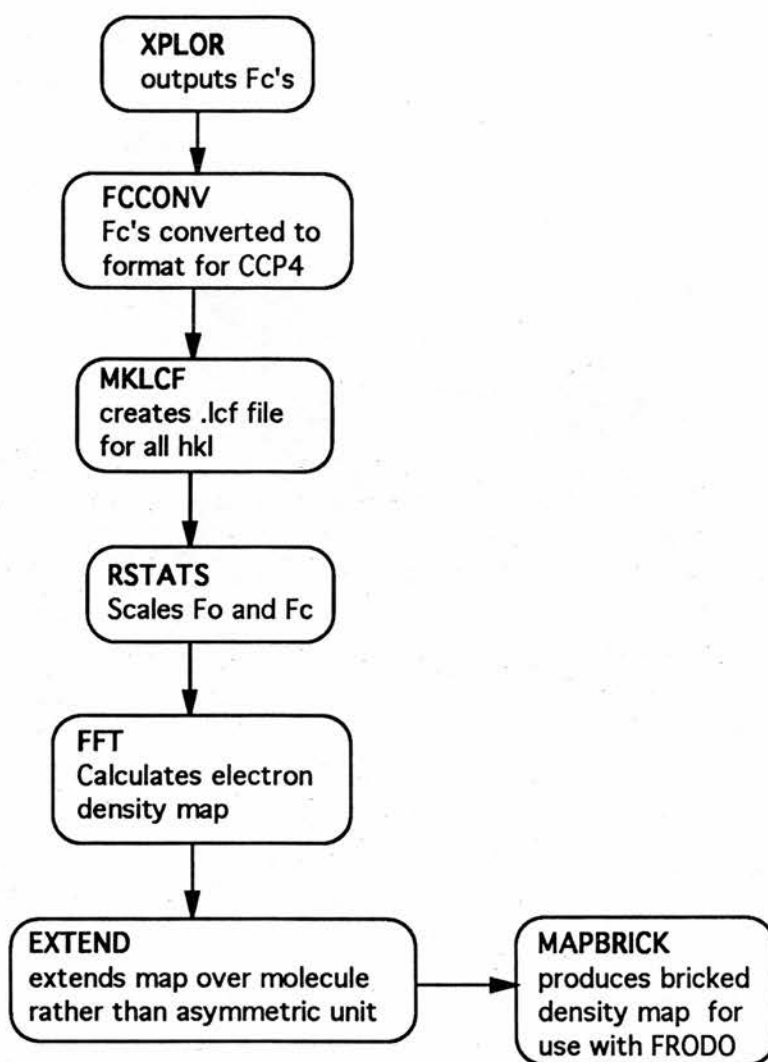 XPLOR
outputs Fc's
FCCONV
Fc's converted to
format for CCP4
MKLCF
creates .lcf file
for all hkl
RSTATS
Scales Fo and Fc
FFT
Calculates electron
density map
EXTEND
extends map over molecule
rather than asymmetric unit
MAPBRICK
produces bricked
density map for
use with FRODO